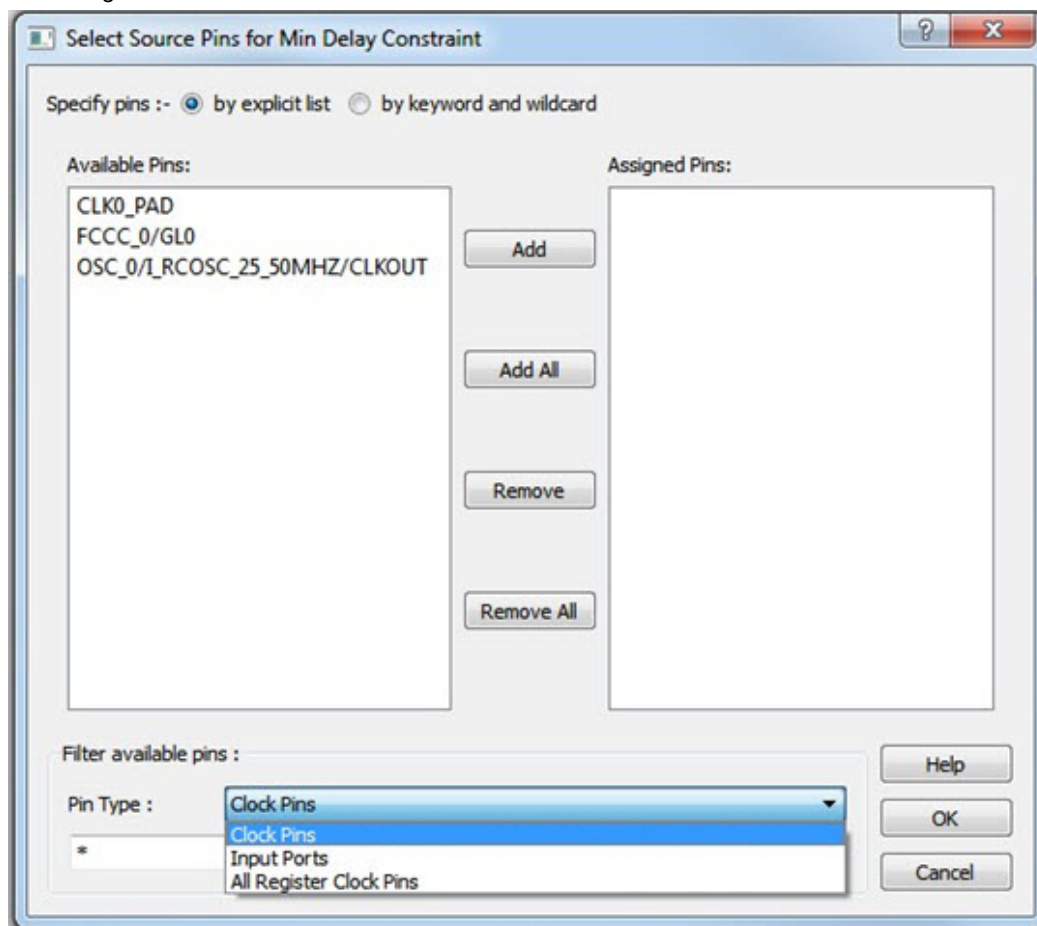 Select Source Pins for Min Delay Constraint
Specify pins :- by explicit list by keyword and wildcard
Available Pins:
Assigned Pins:
CLK0_PAD
FCCC_0/GL0
OSC_0/I_RCOSC_25_50MHZ/CLKOUT
Add
Add All
Remove
Remove All
Filter available pins :
Pin Type : Clock Pins
Clock Pins
Input Ports
All Register Clock Pins
*
Help
OK
Cancel